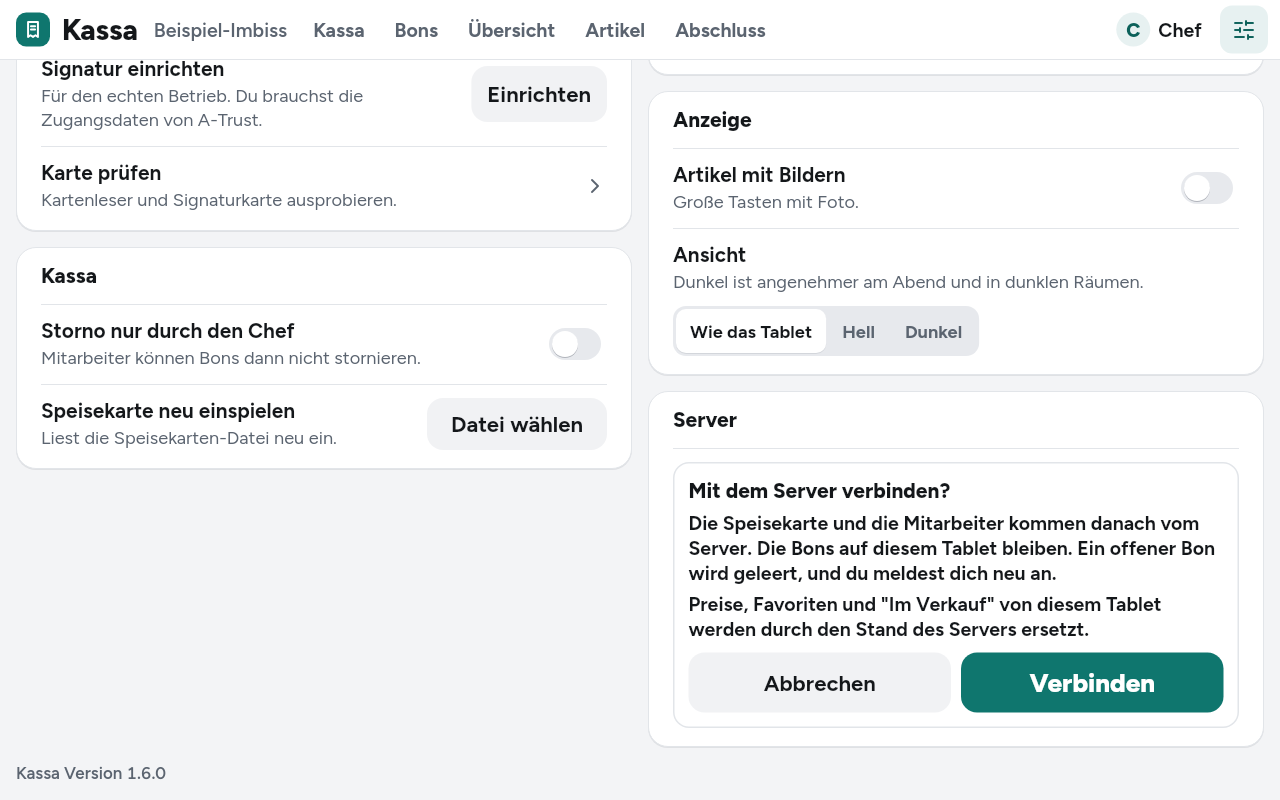 Kassa
Beispiel-Imbiss
Kassa
Bons
Übersicht
Artikel
Abschluss
C
Chef
Signatur einrichten
Für den echten Betrieb. Du brauchst die
Zugangsdaten von A-Trust.
Einrichten
Karte prüfen
Kartenleser und Signaturkarte ausprobieren.
Kassa
Storno nur durch den Chef
Mitarbeiter können Bons dann nicht stornieren.
Speisekarte neu einspielen
Liest die Speisekarten-Datei neu ein.
Datei wählen
Anzeige
Artikel mit Bildern
Große Tasten mit Foto.
Ansicht
Dunkel ist angenehmer am Abend und in dunklen Räumen.
Wie das Tablet
Hell
Dunkel
Server
Mit dem Server verbinden?
Die Speisekarte und die Mitarbeiter kommen danach vom
Server. Die Bons auf diesem Tablet bleiben. Ein offener Bon
wird geleert, und du meldest dich neu an.
Preise, Favoriten und "Im Verkauf" von diesem Tablet
werden durch den Stand des Servers ersetzt.
Abbrechen
Verbinden
Kassa Version 1.6.0